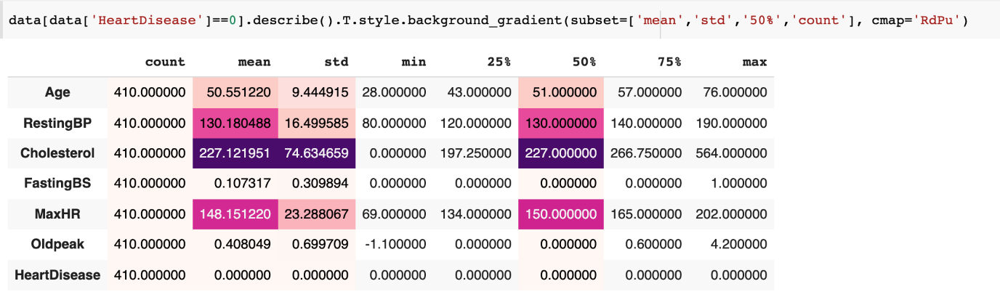 data[data['HeartDisease']==0].describe().T.style.background_gradient(subset=['mean','std','50%','count'], cmap='RdPu')
count mean std min 25% 50% 75% max
Age 410.000000 50.551220 9.444915 28.000000 43.000000 51.000000 57.000000 76.000000
RestingBP 410.000000 130.180488 16.499585 80.000000 120.000000 130.000000 140.000000 190.000000
Cholesterol 410.000000 227.121951 74.634659 0.000000 197.250000 227.000000 266.750000 564.000000
FastingBS 410.000000 0.107317 0.309894 0.000000 0.000000 0.000000 0.000000 1.000000
MaxHR 410.000000 148.151220 23.288067 69.000000 134.000000 150.000000 165.000000 202.000000
Oldpeak 410.000000 0.408049 0.699709 -1.100000 0.000000 0.000000 0.600000 4.200000
HeartDisease 410.000000 0.000000 0.000000 0.000000 0.000000 0.000000 0.000000 0.000000